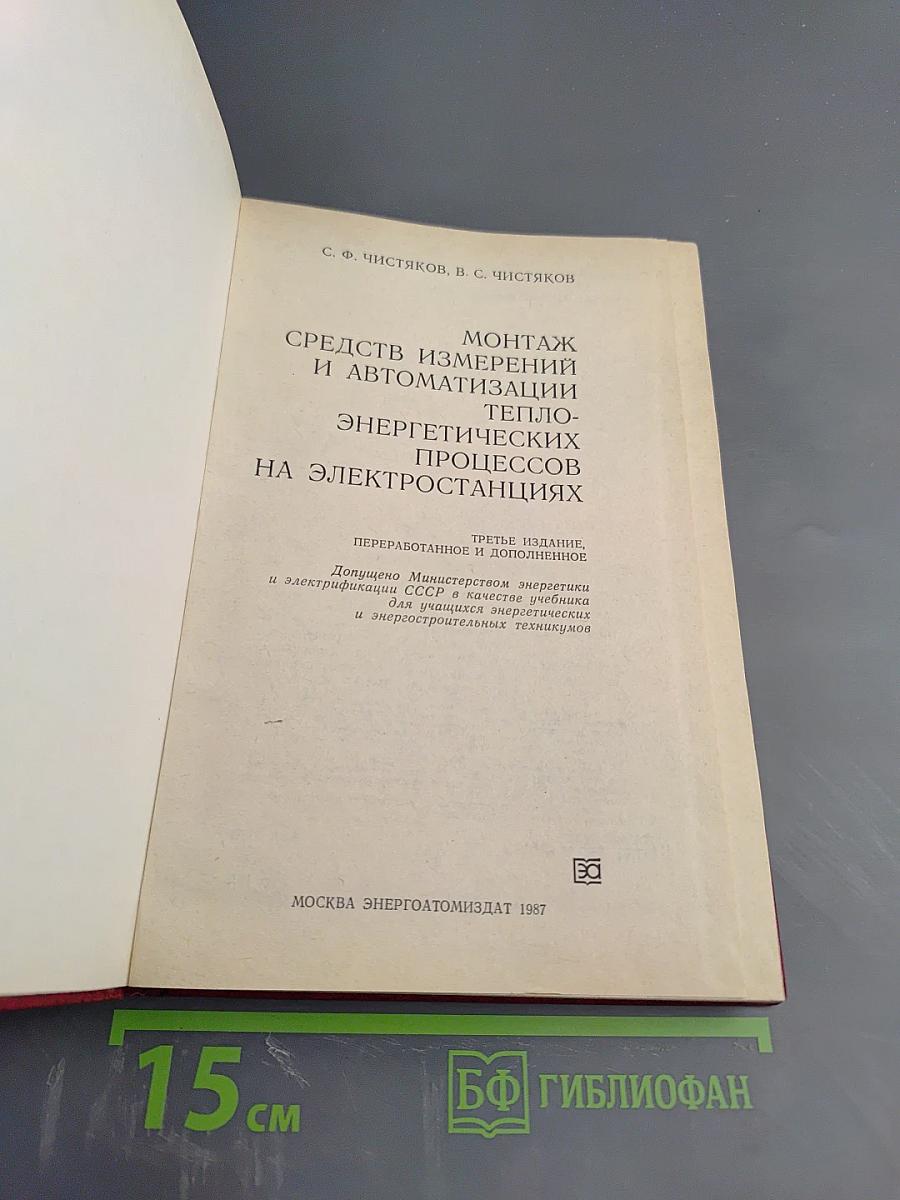 С. Ф. ЧИСТЯКОВ, В. С. ЧИСТЯКОВ
МОНТАЖ
СРЕДСТВ ИЗМЕРЕНИЙ
И АВТОМАТИЗАЦИИ
ТЕПЛО-
ЭНЕРГЕТИЧЕСКИХ
ПРОЦЕССОВ
НА ЭЛЕКТРОСТАНЦИЯХ
ТРЕТЬЕ ИЗДАНИЕ,
ПЕРЕРАБОТАННОЕ И ДОПОЛНЕННОЕ
Допущено Министерством энергетики
и электрификации СССР в качестве учебника
для учащихся энергетических
и энергостроительных техникумов
ЭА
МОСКВА ЭНЕРГОАТОМИЗДАТ 1987
15 см
БФ ГИБЛИОФАН